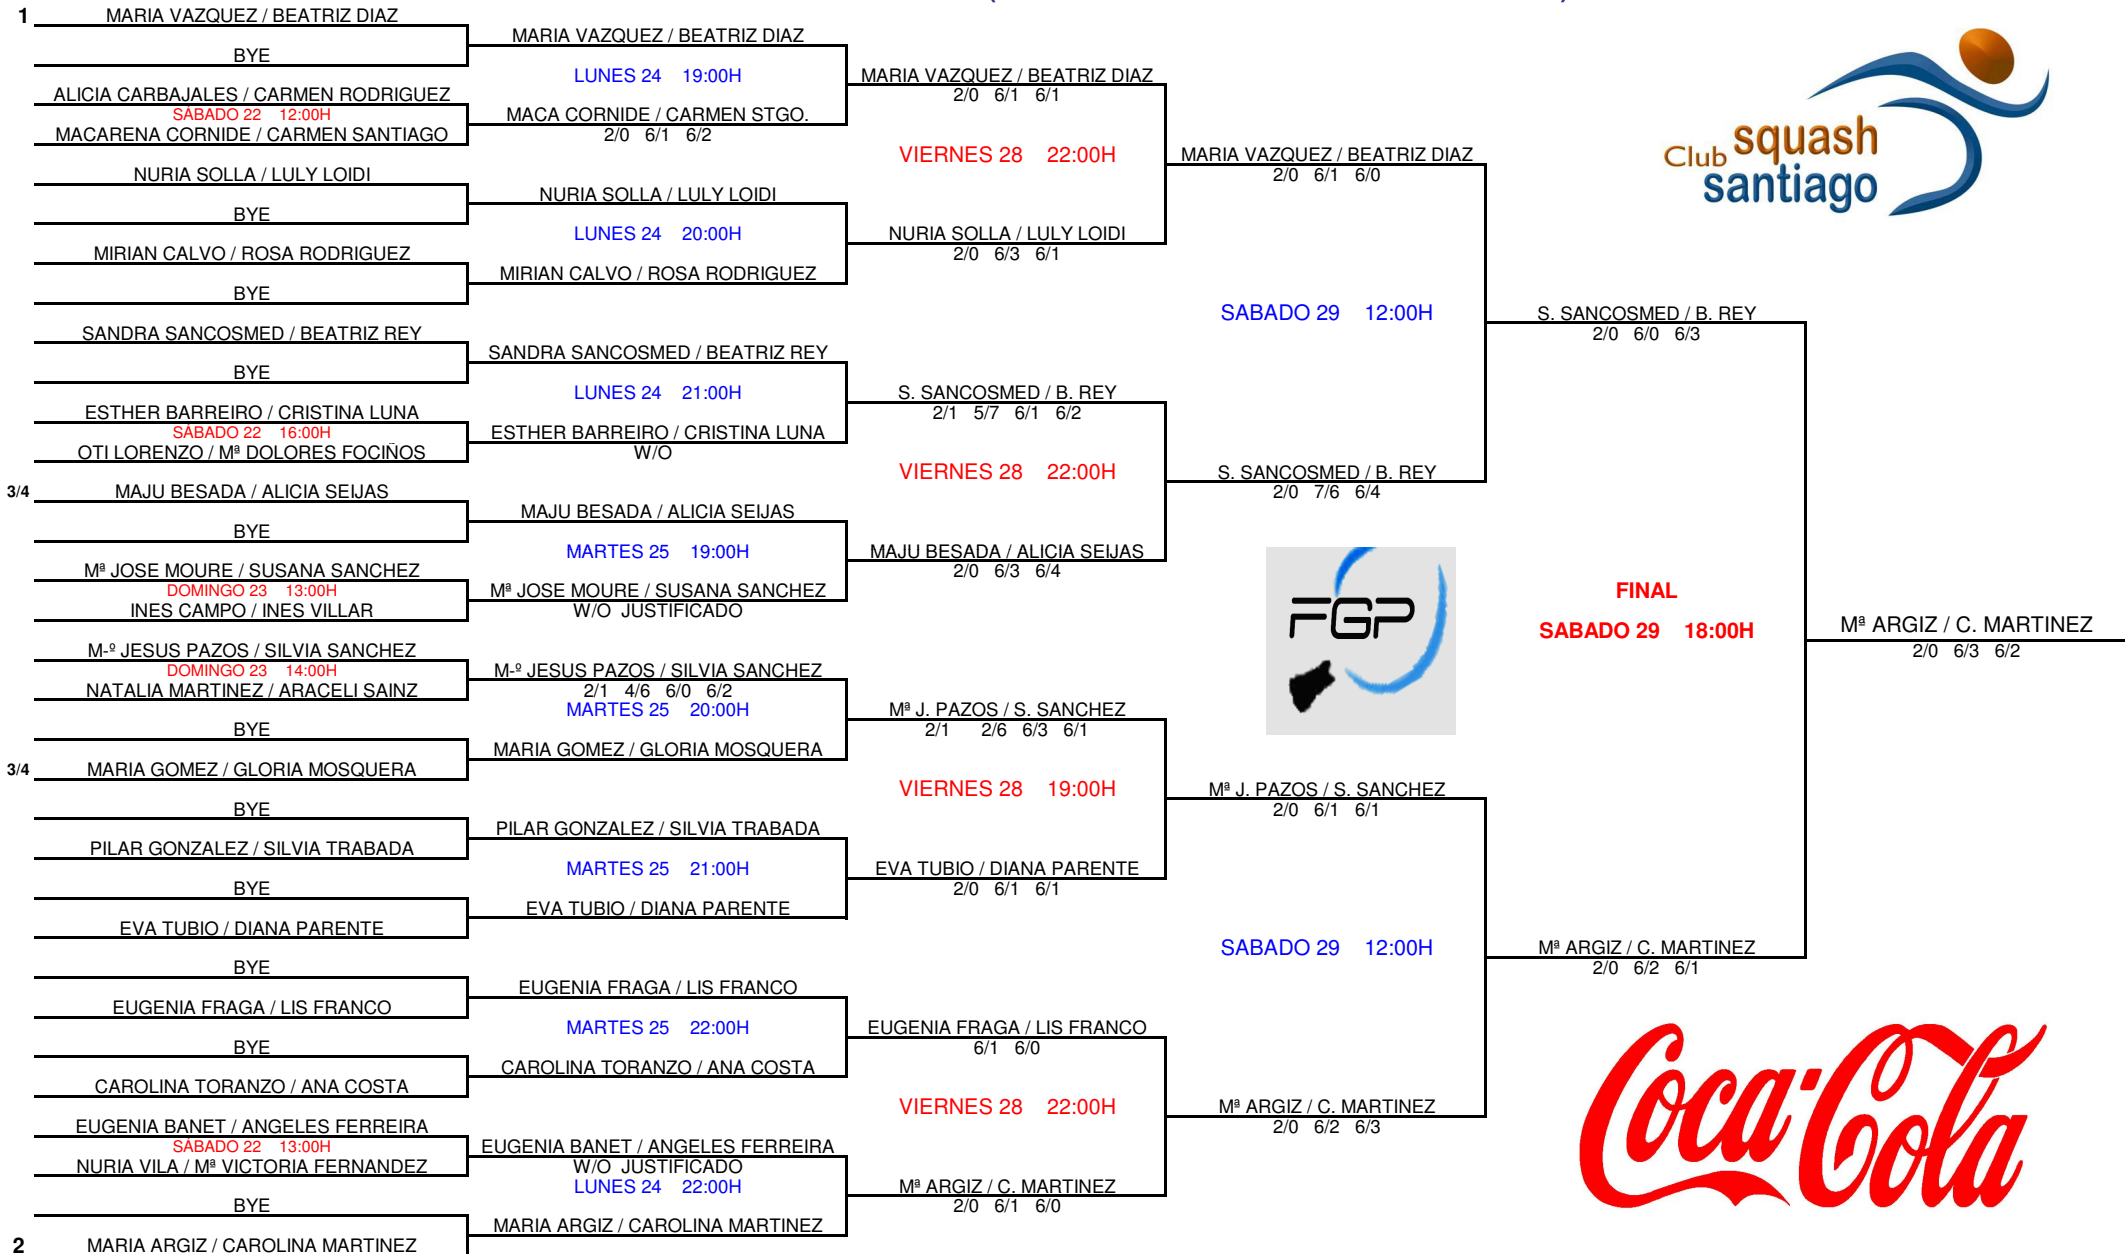 1
MARIA VAZQUEZ / BEATRIZ DIAZ
BYE
ALICIA CARBAJALES / CARMEN RODRIGUEZ
SÁBADO 22 12:00H
MACARENA CORNIDE / CARMEN SANTIAGO
NURIA SOLLA / LULY LOIDI
BYE
MIRIAN CALVO / ROSA RODRIGUEZ
BYE
SANDRA SANCOSMED / BEATRIZ REY
BYE
ESTHER BARREIRO / CRISTINA LUNA
SÁBADO 22 16:00H
OTI LORENZO / Mª DOLORES FOCIÑOS
3/4
MAJU BESADA / ALICIA SEIJAS
BYE
Mª JOSE MOURE / SUSANA SANCHEZ
DOMINGO 23 13:00H
INES CAMPO / INES VILLAR
M-º JESUS PAZOS / SILVIA SANCHEZ
DOMINGO 23 14:00H
NATALIA MARTINEZ / ARACELI SAINZ
BYE
3/4
MARIA GOMEZ / GLORIA MOSQUERA
BYE
PILAR GONZALEZ / SILVIA TRABADA
BYE
EVA TUBIO / DIANA PARENTE
BYE
EUGENIA FRAGA / LIS FRANCO
BYE
CAROLINA TORANZO / ANA COSTA
EUGENIA BANET / ANGELES FERREIRA
SÁBADO 22 13:00H
NURIA VILA / Mª VICTORIA FERNANDEZ
BYE
2
MARIA ARGIZ / CAROLINA MARTINEZ
MARIA VAZQUEZ / BEATRIZ DIAZ
LUNES 24 19:00H
MACA CORNIDE / CARMEN STGO.
2/0 6/1 6/2
NURIA SOLLA / LULY LOIDI
LUNES 24 20:00H
MIRIAN CALVO / ROSA RODRIGUEZ
SANDRA SANCOSMED / BEATRIZ REY
LUNES 24 21:00H
ESTHER BARREIRO / CRISTINA LUNA
W/O
MAJU BESADA / ALICIA SEIJAS
MARTES 25 19:00H
Mª JOSE MOURE / SUSANA SANCHEZ
W/O JUSTIFICADO
M-º JESUS PAZOS / SILVIA SANCHEZ
2/1 4/6 6/0 6/2
MARTES 25 20:00H
MARIA GOMEZ / GLORIA MOSQUERA
PILAR GONZALEZ / SILVIA TRABADA
MARTES 25 21:00H
EVA TUBIO / DIANA PARENTE
EUGENIA FRAGA / LIS FRANCO
MARTES 25 22:00H
CAROLINA TORANZO / ANA COSTA
EUGENIA BANET / ANGELES FERREIRA
W/O JUSTIFICADO
LUNES 24 22:00H
MARIA ARGIZ / CAROLINA MARTINEZ
MARIA VAZQUEZ / BEATRIZ DIAZ
2/0 6/1 6/1
VIERNES 28 22:00H
NURIA SOLLA / LULY LOIDI
2/0 6/3 6/1
S. SANCOSMED / B. REY
2/1 5/7 6/1 6/2
VIERNES 28 22:00H
MAJU BESADA / ALICIA SEIJAS
2/0 6/3 6/4
Mª J. PAZOS / S. SANCHEZ
2/1 2/6 6/3 6/1
VIERNES 28 19:00H
EVA TUBIO / DIANA PARENTE
2/0 6/1 6/1
EUGENIA FRAGA / LIS FRANCO
6/1 6/0
VIERNES 28 22:00H
Mª ARGIZ / C. MARTINEZ
2/0 6/1 6/0
MARIA VAZQUEZ / BEATRIZ DIAZ
2/0 6/1 6/0
SABADO 29 12:00H
S. SANCOSMED / B. REY
2/0 7/6 6/4
FGP
Mª J. PAZOS / S. SANCHEZ
2/0 6/1 6/1
SABADO 29 12:00H
Mª ARGIZ / C. MARTINEZ
2/0 6/2 6/3
Club squash
santiago
S. SANCOSMED / B. REY
2/0 6/0 6/3
FINAL
SABADO 29 18:00H
Mª ARGIZ / C. MARTINEZ
2/0 6/2 6/1
Mª ARGIZ / C. MARTINEZ
2/0 6/3 6/2
Coca-Cola